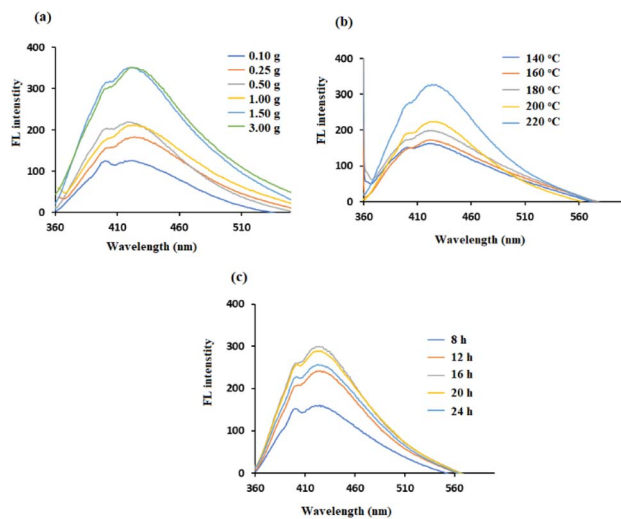 (a)
FL intenstity
400
300
200
100
0
360
410
460
510
Wavelength (nm)
0.10 g
0.25 g
0.50 g
1.00 g
1.50 g
3.00 g
(b)
FL intenstity
400
300
200
100
0
360
410
460
510
560
Wavelength (nm)
140 °C
160 °C
180 °C
200 °C
220 °C
(c)
FL intenstity
400
300
200
100
0
360
410
460
510
560
Wavelength (nm)
8 h
12 h
16 h
20 h
24 h